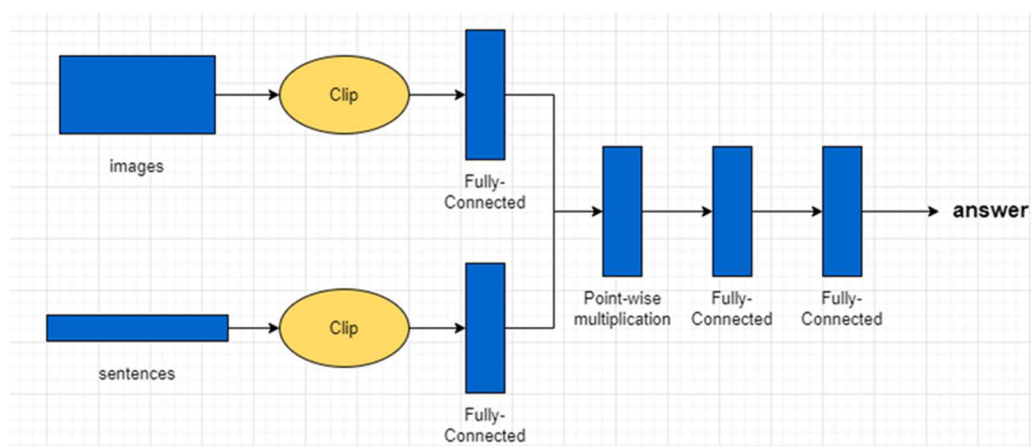 Clip
images
Fully-
Connected
Clip
sentences
Fully-
Connected
Point-wise
multiplication
Fully-
Connected
Fully-
Connected
answer